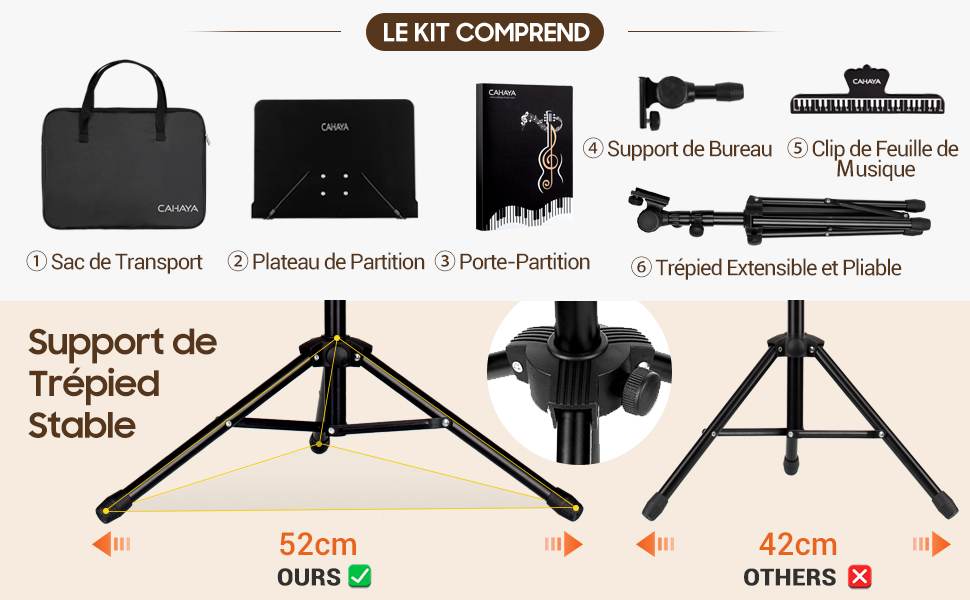 LE KIT COMPREND
CAHAYA
CAHAYA
CAHAYA
CAHAYA
① Sac de Transport
② Plateau de Partition
③ Porte-Partition
④ Support de Bureau
⑤ Clip de Feuille de
Musique
⑥ Trépied Extensible et Pliable
Support de
Trépied
Stable
52cm
OURS
42cm
OTHERS